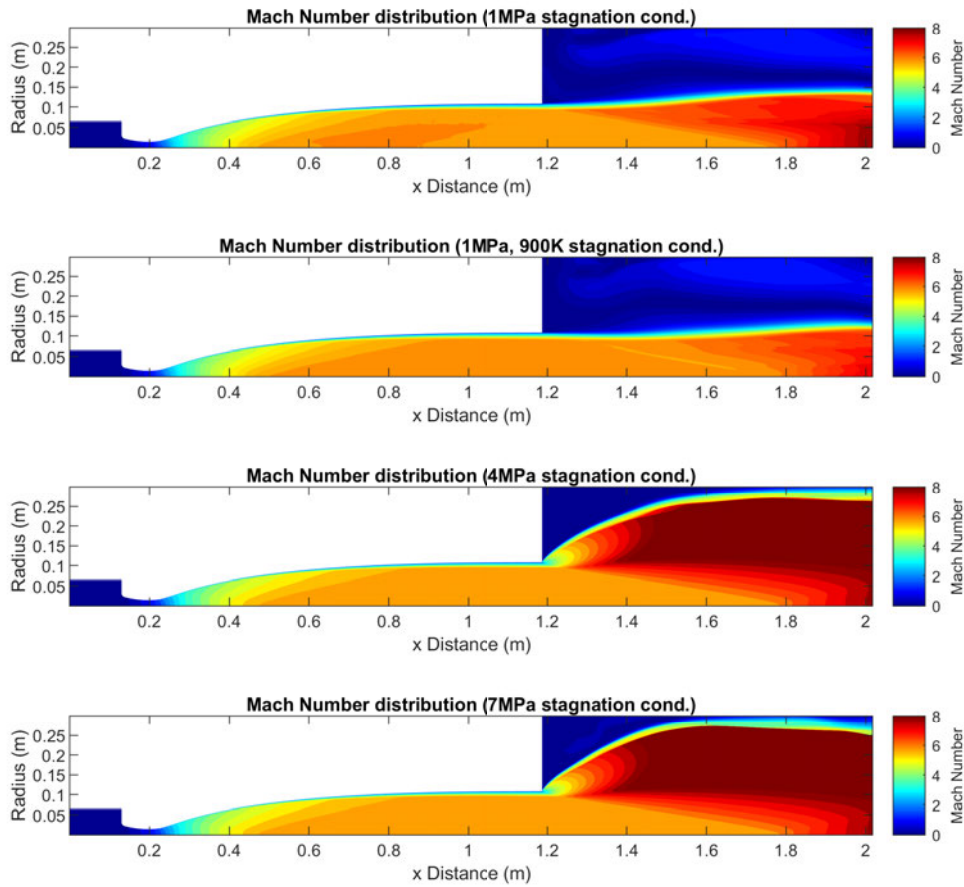 Mach Number distribution (1MPa stagnation cond.)
Radius (m)
0.25
0.2
0.15
0.1
0.05
0.2 0.4 0.6 0.8 1 1.2 1.4 1.6 1.8 2
x Distance (m)
8
6
4
2
0
Mach Number
Mach Number distribution (1MPa, 900K stagnation cond.)
Radius (m)
0.25
0.2
0.15
0.1
0.05
0.2 0.4 0.6 0.8 1 1.2 1.4 1.6 1.8 2
x Distance (m)
8
6
4
2
0
Mach Number
Mach Number distribution (4MPa stagnation cond.)
Radius (m)
0.25
0.2
0.15
0.1
0.05
0.2 0.4 0.6 0.8 1 1.2 1.4 1.6 1.8 2
x Distance (m)
8
6
4
2
0
Mach Number
Mach Number distribution (7MPa stagnation cond.)
Radius (m)
0.25
0.2
0.15
0.1
0.05
0.2 0.4 0.6 0.8 1 1.2 1.4 1.6 1.8 2
x Distance (m)
8
6
4
2
0
Mach Number